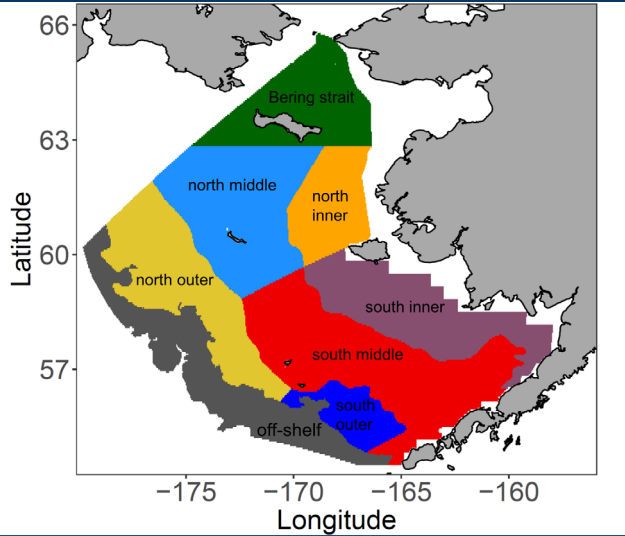 66
Bering strait
63
north middle
north
inner
60
north outer
south inner
south middle
57
south
outer
off-shelf
−175
−170
−165
−160
Latitude
Longitude